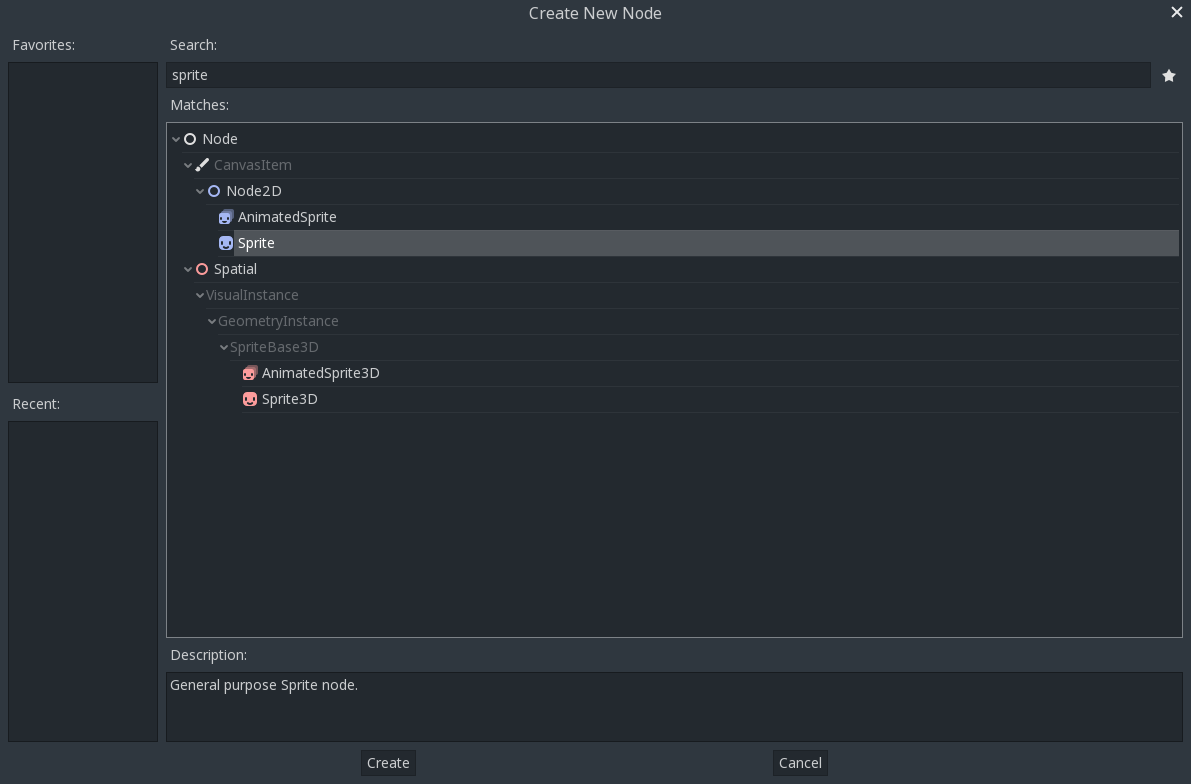 Create New Node
Favorites:
Search:
sprite
Matches:
Node
CanvasItem
Node2D
AnimatedSprite
Sprite
Spatial
VisualInstance
GeometryInstance
SpriteBase3D
AnimatedSprite3D
Sprite3D
Recent:
Description:
General purpose Sprite node.
Create
Cancel